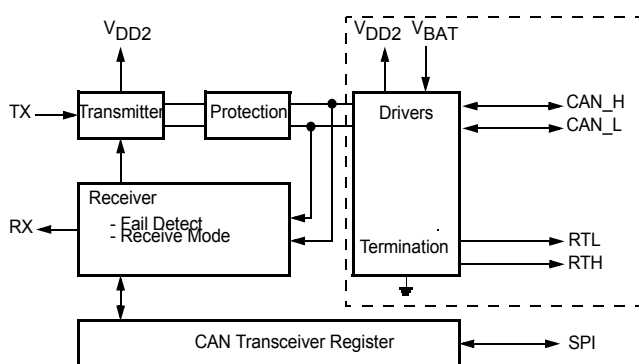 VDD2
VDD2
VBAT
TX
Transmitter
Protection
Drivers
CAN_H
CAN_L
Receiver
- Fail Detect
- Receive Mode
RX
Termination
RTL
RTH
CAN Transceiver Register
SPI